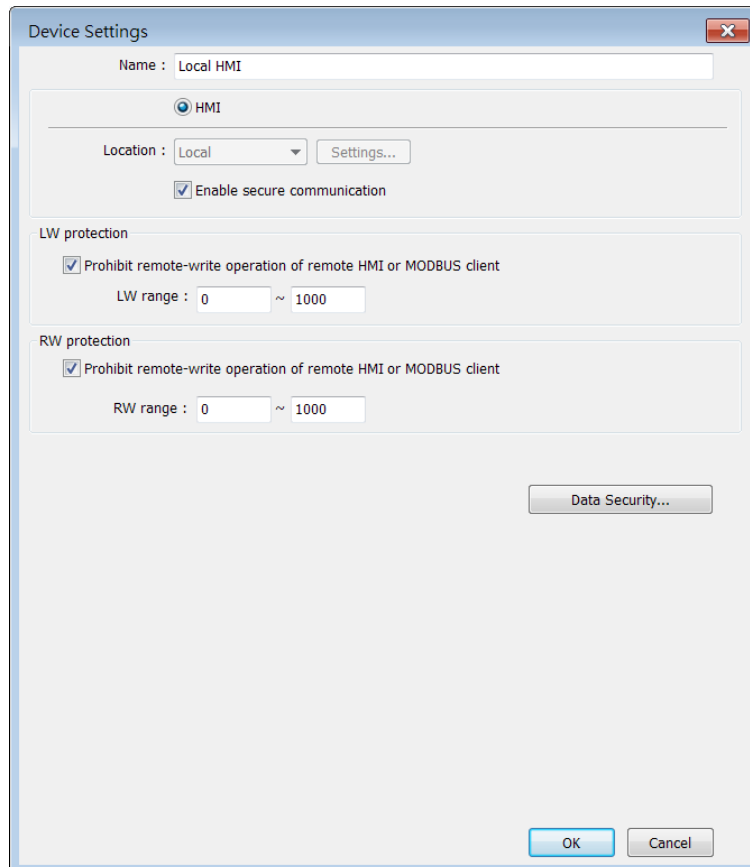 Device Settings
Name : Local HMI
HMI
Location : Local Settings...
Enable secure communication
LW protection
Prohibit remote-write operation of remote HMI or MODBUS client
LW range : 0 ~ 1000
RW protection
Prohibit remote-write operation of remote HMI or MODBUS client
RW range : 0 ~ 1000
Data Security...
OK Cancel